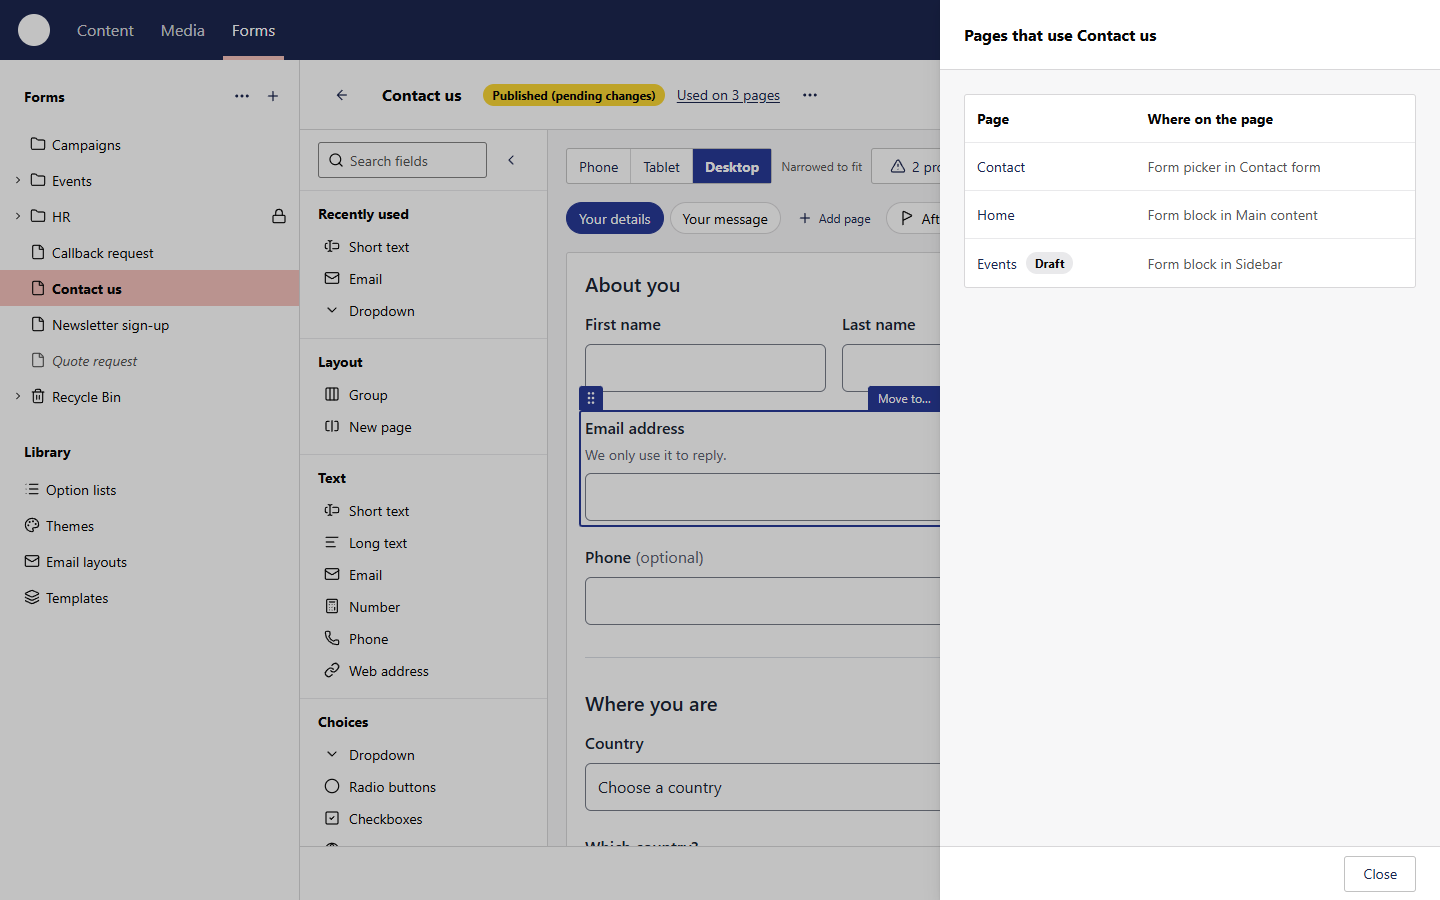 Content Media Forms
Forms
Campaigns
Events
HR
Callback request
Contact us
Newsletter sign-up
Quote request
Recycle Bin
Library
Option lists
Themes
Email layouts
Templates
Contact us Published (pending changes) Used on 3 pages
Search fields
Recently used
Short text
Email
Dropdown
Layout
Group
New page
Text
Short text
Long text
Email
Number
Phone
Web address
Choices
Dropdown
Radio buttons
Checkboxes
Phone Tablet Desktop Narrowed to fit 2
Your details Your message Add page
About you
First name Last name
Move to...
Email address
We only use it to reply.
Phone (optional)
Where you are
Country
Choose a country
Which country?
Pages that use Contact us
Page Where on the page
Contact Form picker in Contact form
Home Form block in Main content
Events Draft Form block in Sidebar
Close